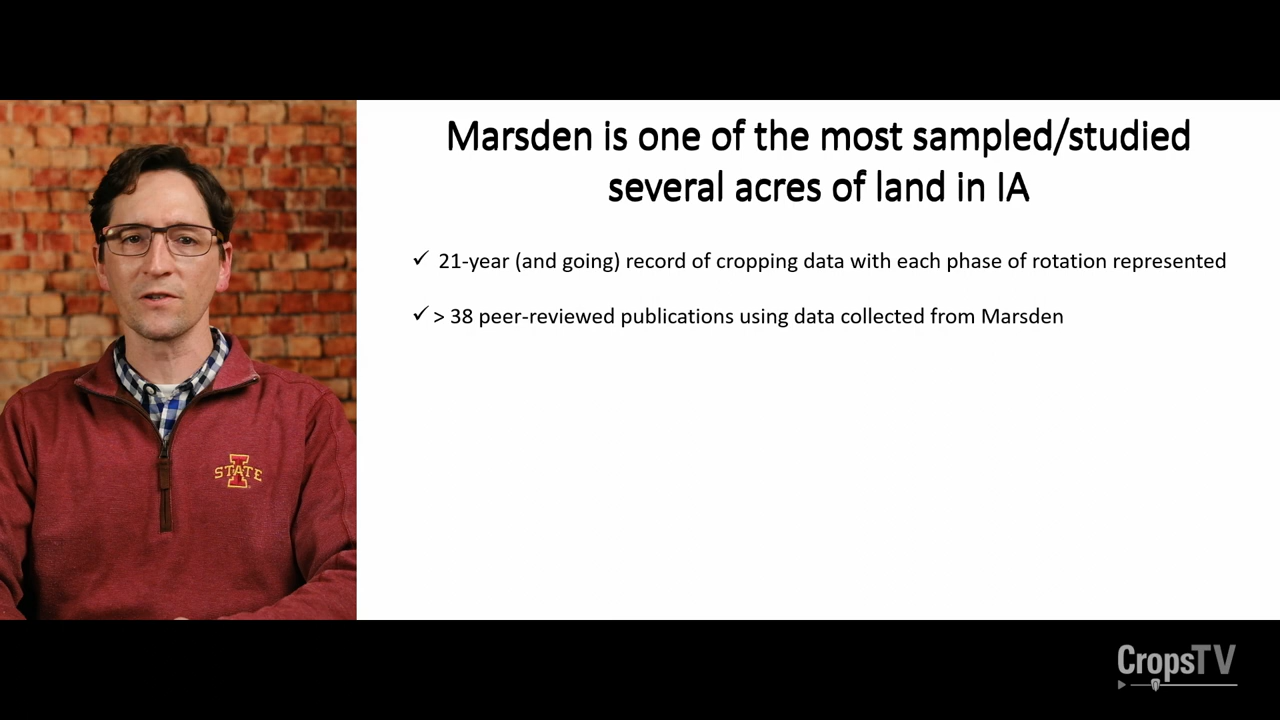 Marsden is one of the most sampled/studied
several acres of land in IA
✓ 21-year (and going) record of cropping data with each phase of rotation represented
✓ > 38 peer-reviewed publications using data collected from Marsden
I
STATE
CropsTV